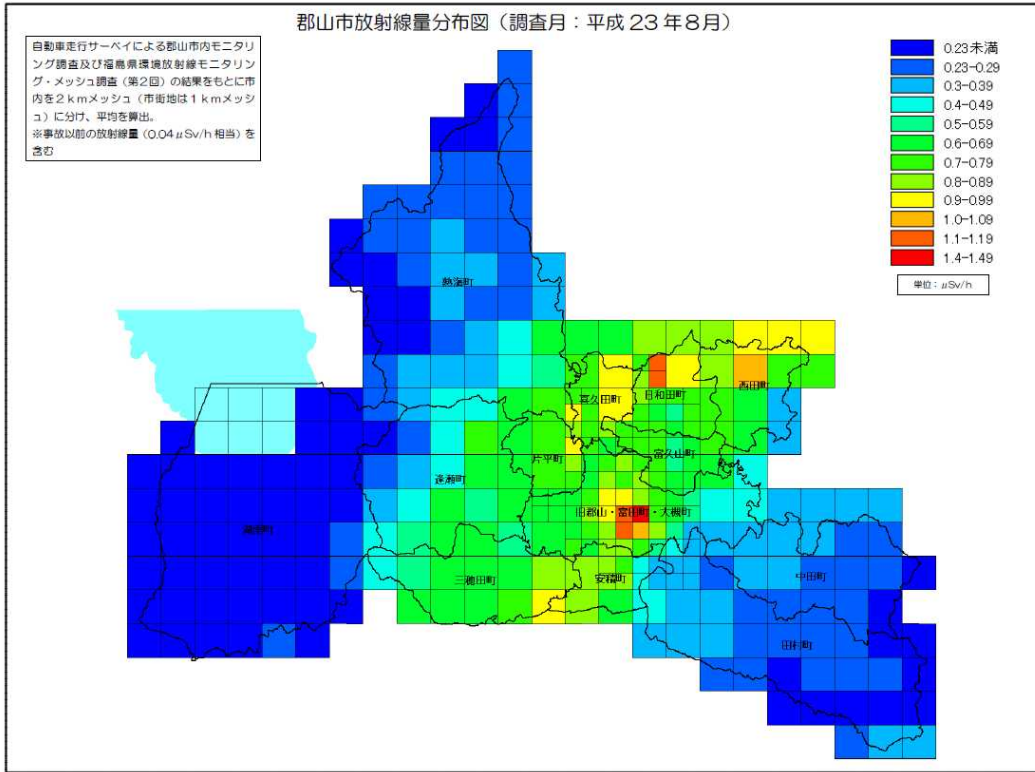 郡山市放射線量分布図（調査月：平成23年8月）
自動車走行サーベイによる郡山市内モニタリ
ング調査及び福島県環境放射線モニタリン
グ・メッシュ調査（第2回）の結果をもとに市
内を2kmメッシュ（市街地は1kmメッシ
ュ）に分け、平均を算出。
※事故以前の放射線量（0.04μSv/h相当）を
含む
0.23未満
0.23-0.29
0.3-0.39
0.4-0.49
0.5-0.59
0.6-0.69
0.7-0.79
0.8-0.89
0.9-0.99
1.0-1.09
1.1-1.19
1.4-1.49
単位：μSv/h
熱海町
西田町
日和田町
富久田町
富久山町
片平町
逢瀬町
旧郡山・富田町・大槻町
湖南町
三穂田町
安積町
中田町
田村町